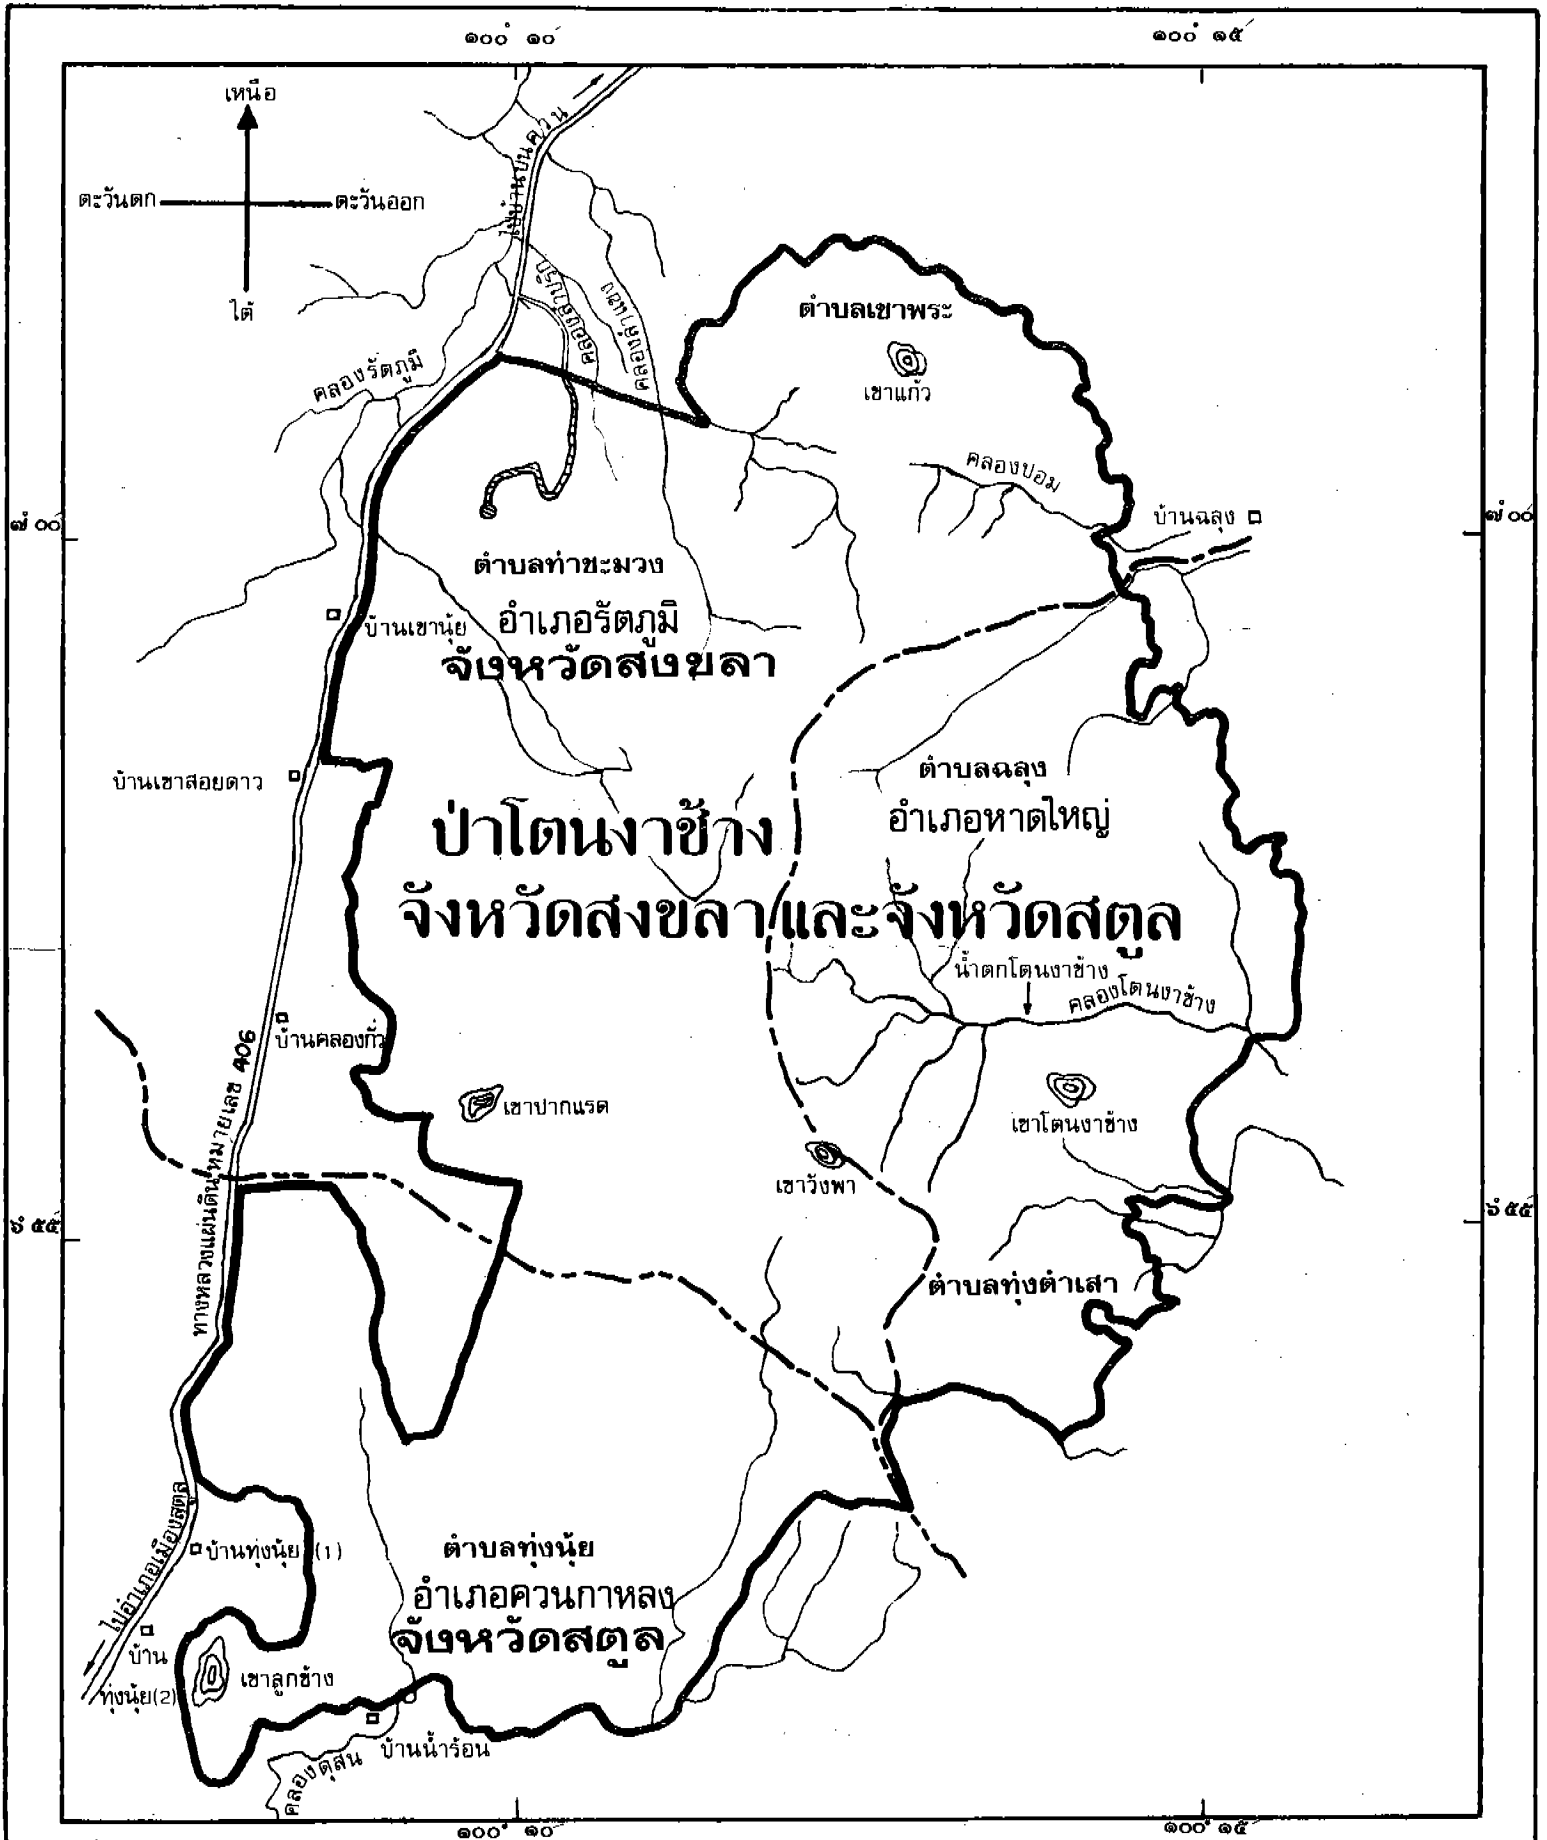 ๑๐๐° ๑๐′
๑๐๐° ๑๕′
เหนือ
ตะวันตก
ตะวันออก
ใต้
ไปบ้านบนควน
คลองลำบรัก
คลองลำแชง
คลองรัตภูมิ
ตำบลเขาพระ
เขาแก้ว
คลองปอม
บ้านฉลุง
๗° ๐๐′
๗° ๐๐′
ตำบลท่าชะมวง
อำเภอรัตภูมิ
จังหวัดสงขลา
บ้านเขานุ้ย
บ้านเขาสอยดาว
ตำบลฉลุง
อำเภอหาดใหญ่
ป่าโตนงาช้าง
จังหวัดสงขลา และจังหวัดสตูล
น้ำตกโตนงาช้าง
คลองโตนงาช้าง
บ้านคลองกั่ว
ทางหลวงแผ่นดินหมายเลข 406
เขาปากแรด
เขาโตนงาช้าง
เขาวังพา
๖° ๕๕′
๖° ๕๕′
ตำบลทุ่งตำเสา
ไปอำเภอเมืองสตูล
บ้านทุ่งนุ้ย (1)
ตำบลทุ่งนุ้ย
อำเภอควนกาหลง
จังหวัดสตูล
บ้าน
ทุ่งนุ้ย(2)
เขาลูกช้าง
บ้านน้ำร้อน
คลองดุสน
๑๐๐° ๑๐′
๑๐๐° ๑๕′